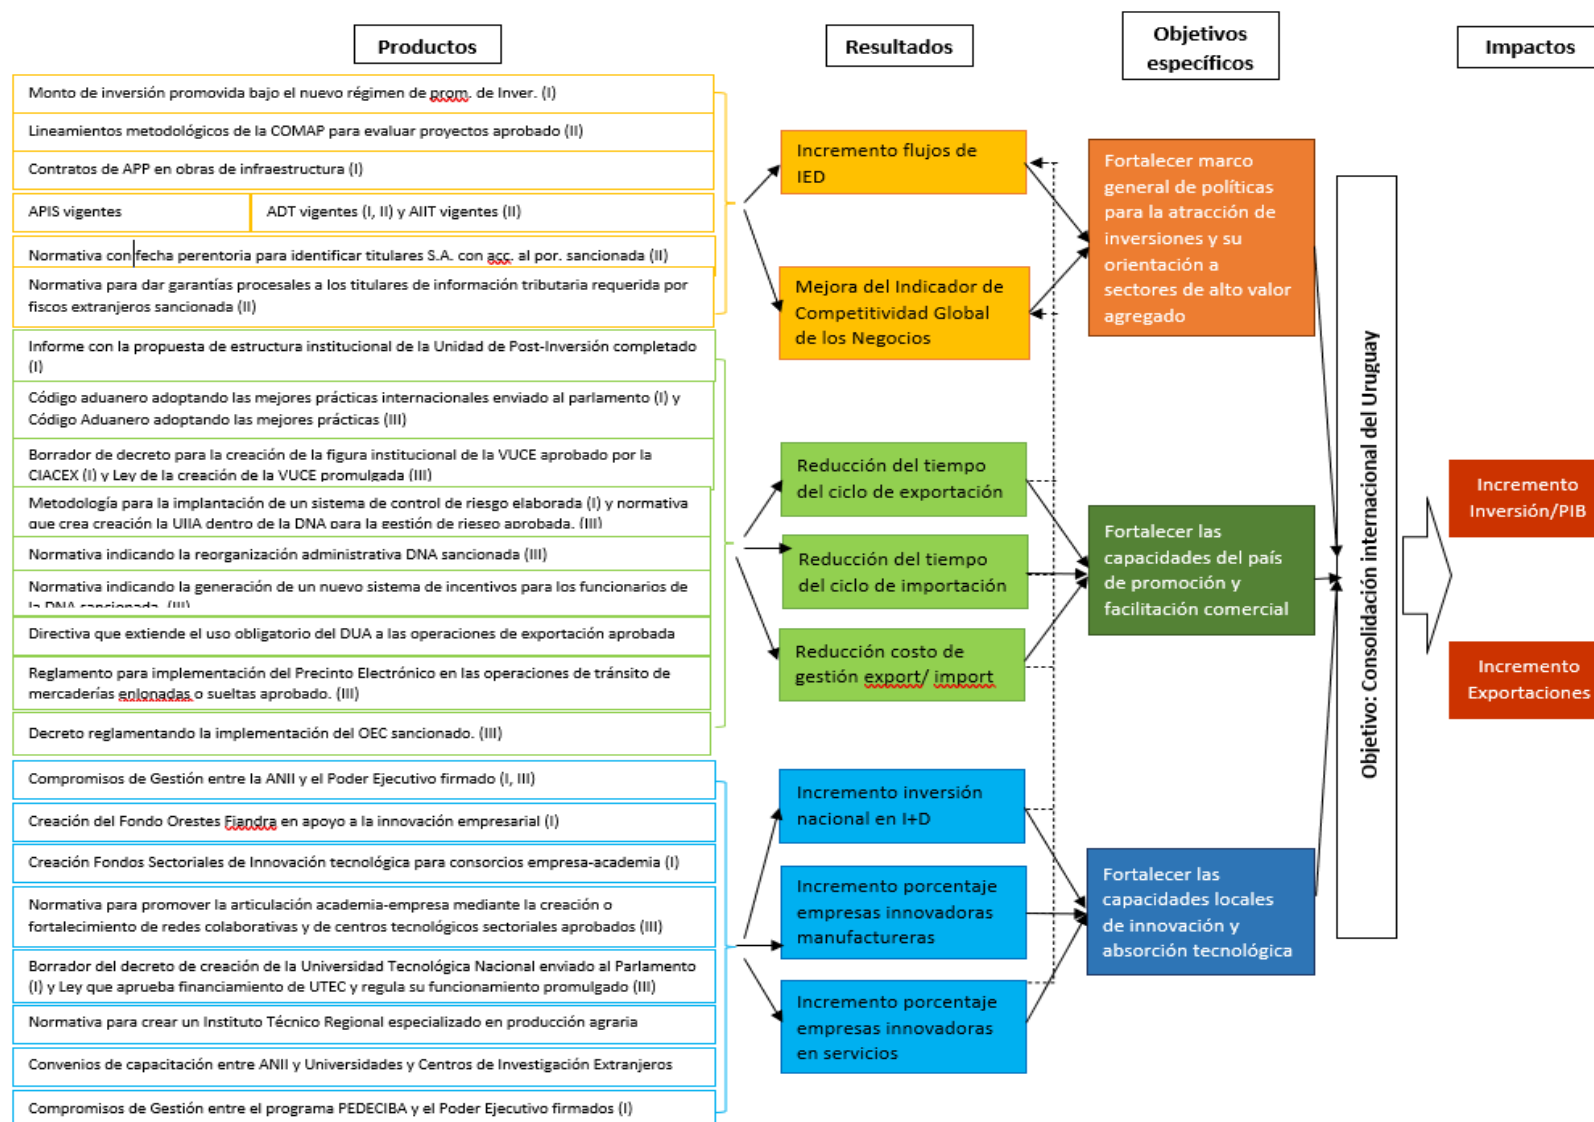 Productos
Resultados
Objetivos
específicos
Impactos
Monto de inversión promovida bajo el nuevo régimen de prom. de Inver. (I)
Lineamientos metodológicos de la COMAP para evaluar proyectos aprobado (II)
Contratos de APP en obras de infraestructura (I)
APIS vigentes
ADT vigentes (I, II) y AIIT vigentes (II)
Normativa con fecha perentoria para identificar titulares S.A. con acc. al por. sancionada (II)
Normativa para dar garantías procesales a los titulares de información tributaria requerida por
fiscos extranjeros sancionada (II)
Informe con la propuesta de estructura institucional de la Unidad de Post-Inversión completado
(I)
Código aduanero adoptando las mejores prácticas internacionales enviado al parlamento (I) y
Código Aduanero adoptando las mejores prácticas (III)
Borrador de decreto para la creación de la figura institucional de la VUCE aprobado por la
CIACEX (I) y Ley de la creación de la VUCE promulgada (III)
Metodología para la implantación de un sistema de control de riesgo elaborada (I) y normativa
que crea creación la UIIA dentro de la DNA para la gestión de riesgo aprobada. (III)
Normativa indicando la reorganización administrativa DNA sancionada (III)
Normativa indicando la generación de un nuevo sistema de incentivos para los funcionarios de
la DNA sancionada. (III)
Directiva que extiende el uso obligatorio del DUA a las operaciones de exportación aprobada
Reglamento para implementación del Precinto Electrónico en las operaciones de tránsito de
mercaderías enlonadas o sueltas aprobado. (III)
Decreto reglamentando la implementación del OEC sancionado. (III)
Compromisos de Gestión entre la ANII y el Poder Ejecutivo firmado (I, III)
Creación del Fondo Orestes Fiandra en apoyo a la innovación empresarial (I)
Creación Fondos Sectoriales de Innovación tecnológica para consorcios empresa-academia (I)
Normativa para promover la articulación academia-empresa mediante la creación o
fortalecimiento de redes colaborativas y de centros tecnológicos sectoriales aprobados (III)
Borrador del decreto de creación de la Universidad Tecnológica Nacional enviado al Parlamento
(I) y Ley que aprueba financiamiento de UTEC y regula su funcionamiento promulgado (III)
Normativa para crear un Instituto Técnico Regional especializado en producción agraria
Convenios de capacitación entre ANII y Universidades y Centros de Investigación Extranjeros
Compromisos de Gestión entre el programa PEDECIBA y el Poder Ejecutivo firmados (I)
Incremento flujos de
IED
Mejora del Indicador de
Competitividad Global
de los Negocios
Reducción del tiempo
del ciclo de exportación
Reducción del tiempo
del ciclo de importación
Reducción costo de
gestión export/ import
Incremento inversión
nacional en I+D
Incremento porcentaje
empresas innovadoras
manufactureras
Incremento porcentaje
empresas innovadoras
en servicios
Fortalecer marco
general de políticas
para la atracción de
inversiones y su
orientación a
sectores de alto valor
agregado
Fortalecer las
capacidades del país
de promoción y
facilitación comercial
Fortalecer las
capacidades locales
de innovación y
absorción tecnológica
Objetivo: Consolidación internacional del Uruguay
Incremento
Inversión/PIB
Incremento
Exportaciones